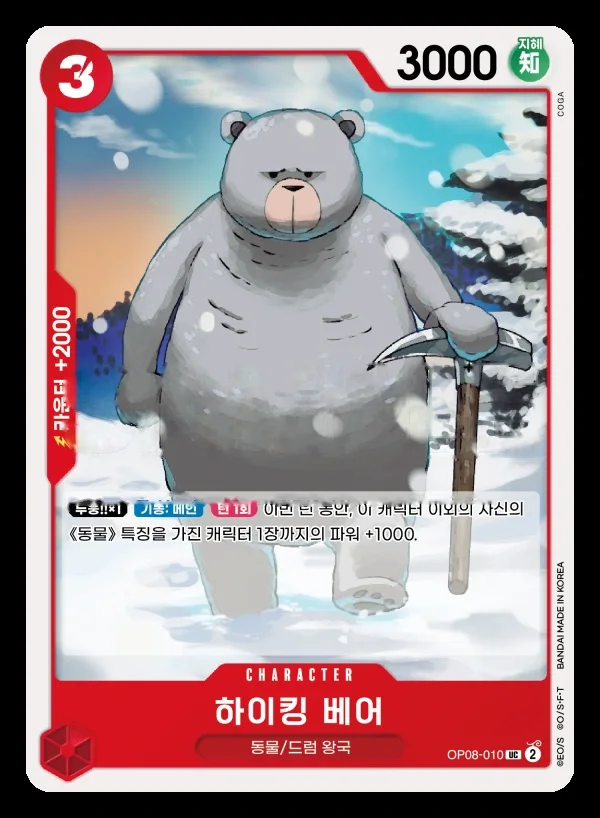 3
3000
지혜
知
COGA
카운터 +2000
두둥!!×1 기동: 메인 턴 1회 이번 턴 동안, 이 캐릭터 이외의 자신의
《동물》 특징을 가진 캐릭터 1장까지의 파워 +1000.
CHARACTER
하이킹 베어
동물/드럼 왕국
OP08-010 UC 2
©EO/S ©O/S·F·T BANDAI MADE IN KOREA